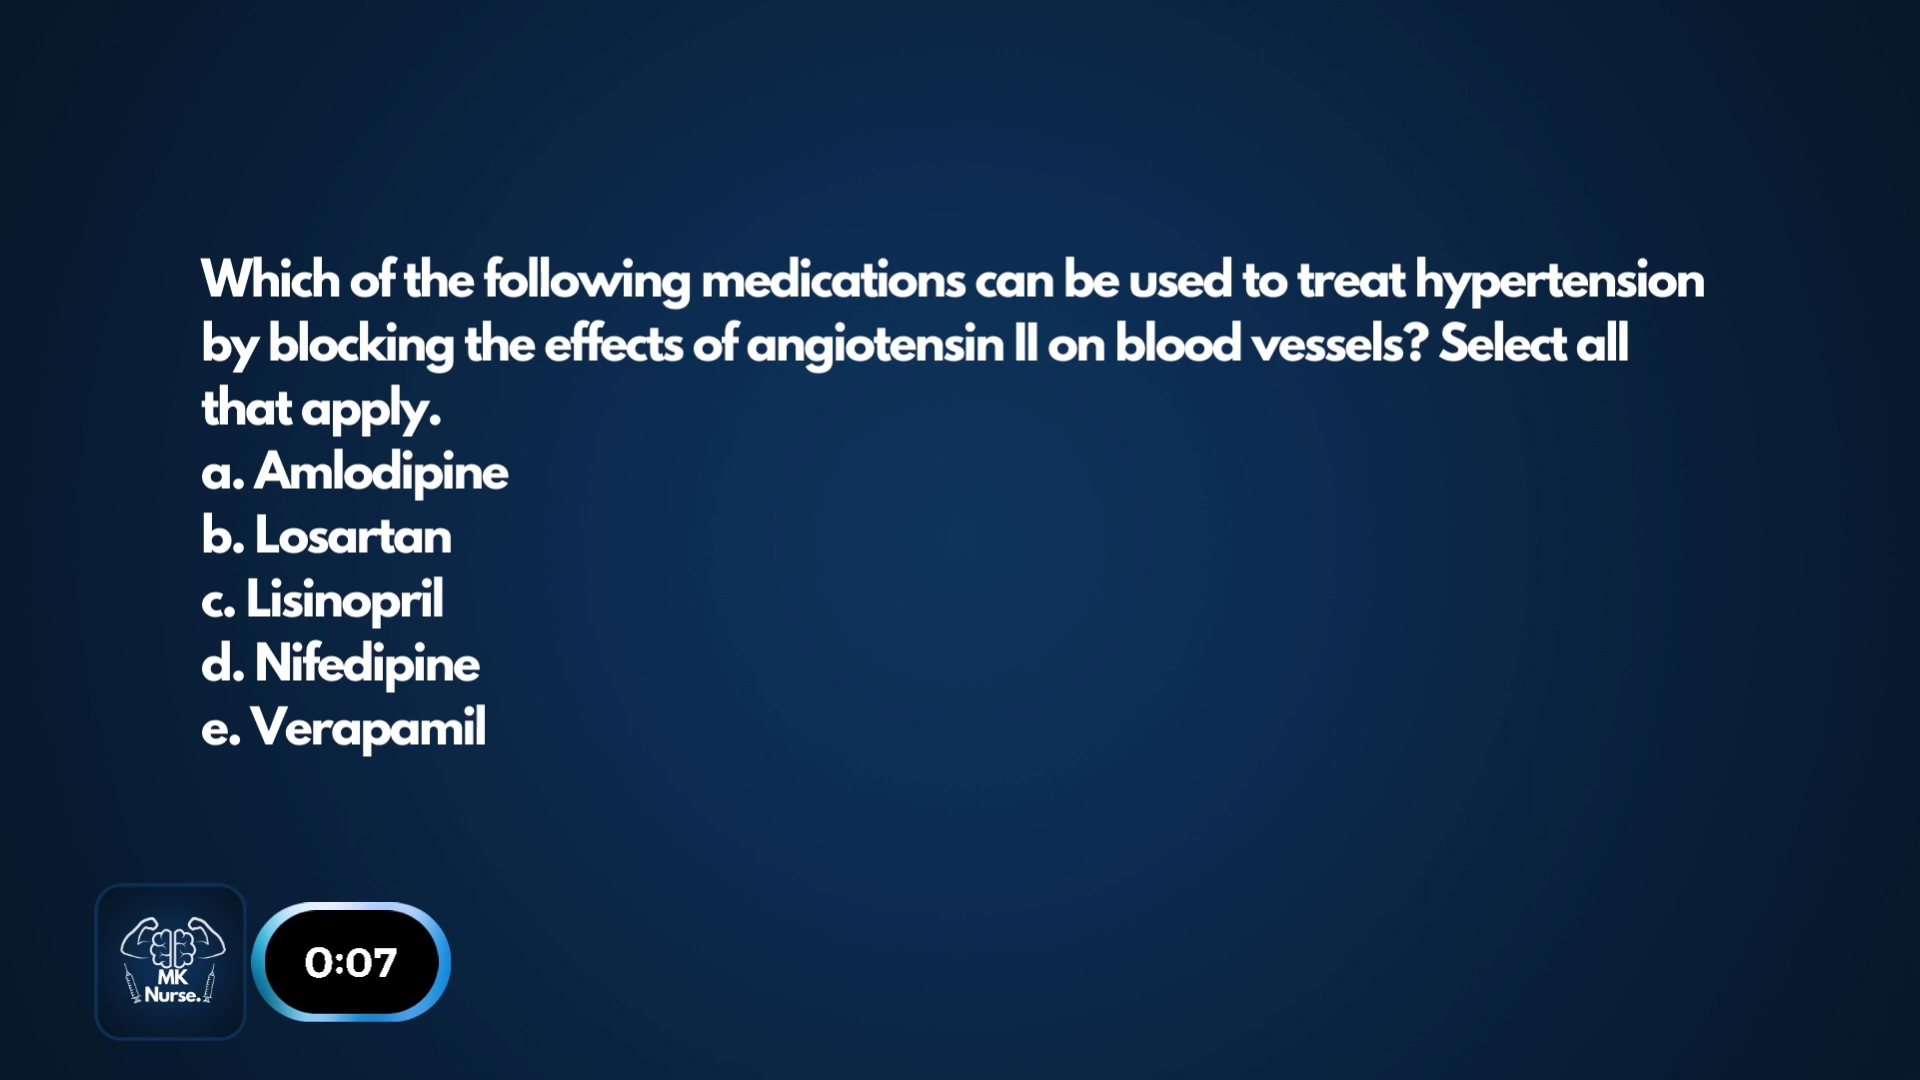 Which of the following medications can be used to treat hypertension
by blocking the effects of angiotensin II on blood vessels? Select all
that apply.
a. Amlodipine
b. Losartan
c. Lisinopril
d. Nifedipine
e. Verapamil
MK
Nurse.
0:07